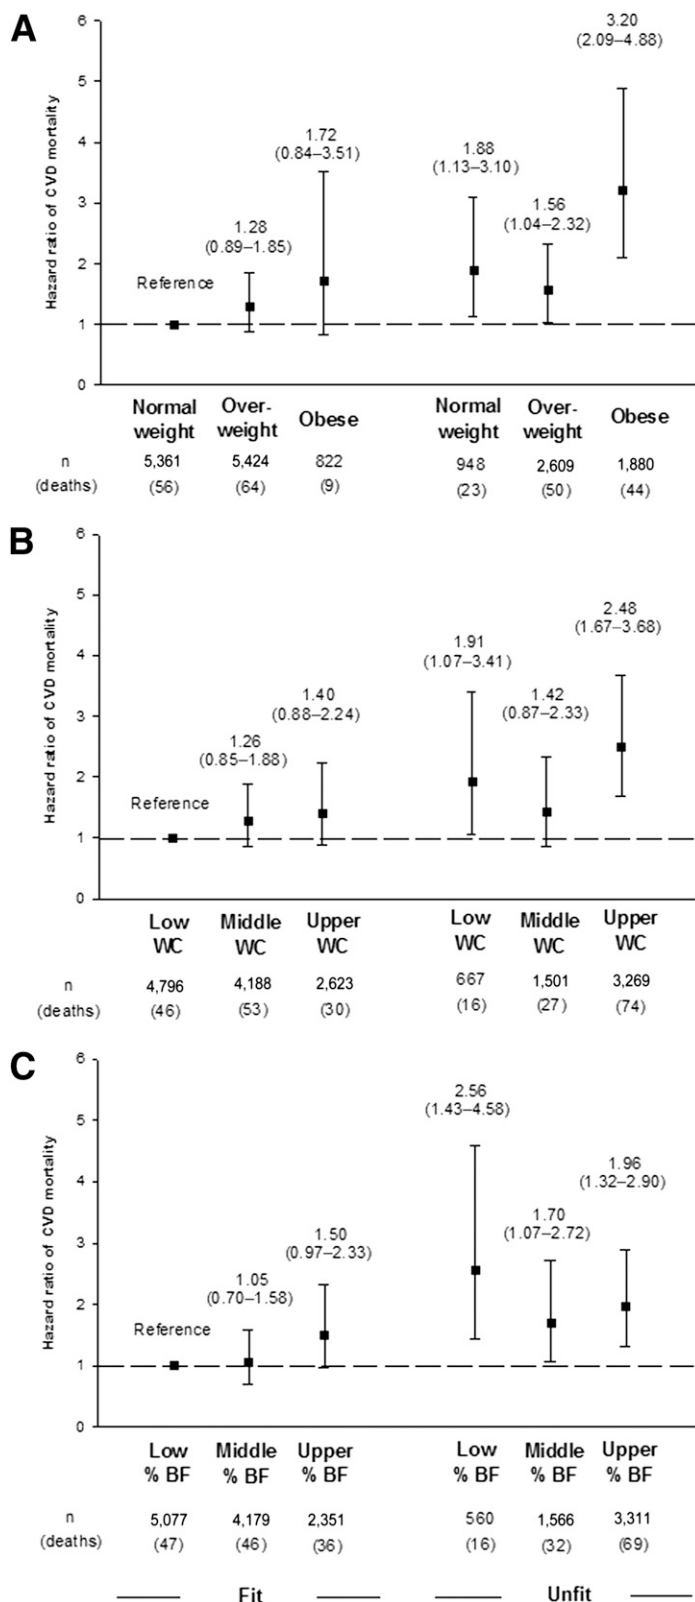 A
6
5
4
3
2
1
0
Hazard ratio of CVD mortality
Reference
1.28
(0.89–1.85)
1.72
(0.84–3.51)
1.88
(1.13–3.10)
1.56
(1.04–2.32)
3.20
(2.09–4.88)
Normal weight Over-weight Obese Normal weight Over-weight Obese
n 5,361 5,424 822 948 2,609 1,880
(deaths) (56) (64) (9) (23) (50) (44)
B
6
5
4
3
2
1
0
Hazard ratio of CVD mortality
Reference
1.26
(0.85–1.88)
1.40
(0.88–2.24)
1.91
(1.07–3.41)
1.42
(0.87–2.33)
2.48
(1.67–3.68)
Low Middle Upper Low Middle Upper
WC WC WC WC WC WC
n 4,796 4,188 2,623 667 1,501 3,269
(deaths) (46) (53) (30) (16) (27) (74)
C
6
5
4
3
2
1
0
Hazard ratio of CVD mortality
Reference
1.05
(0.70–1.58)
1.50
(0.97–2.33)
2.56
(1.43–4.58)
1.70
(1.07–2.72)
1.96
(1.32–2.90)
Low Middle Upper Low Middle Upper
% BF % BF % BF % BF % BF % BF
n 5,077 4,179 2,351 560 1,566 3,311
(deaths) (47) (46) (36) (16) (32) (69)
Fit Unfit